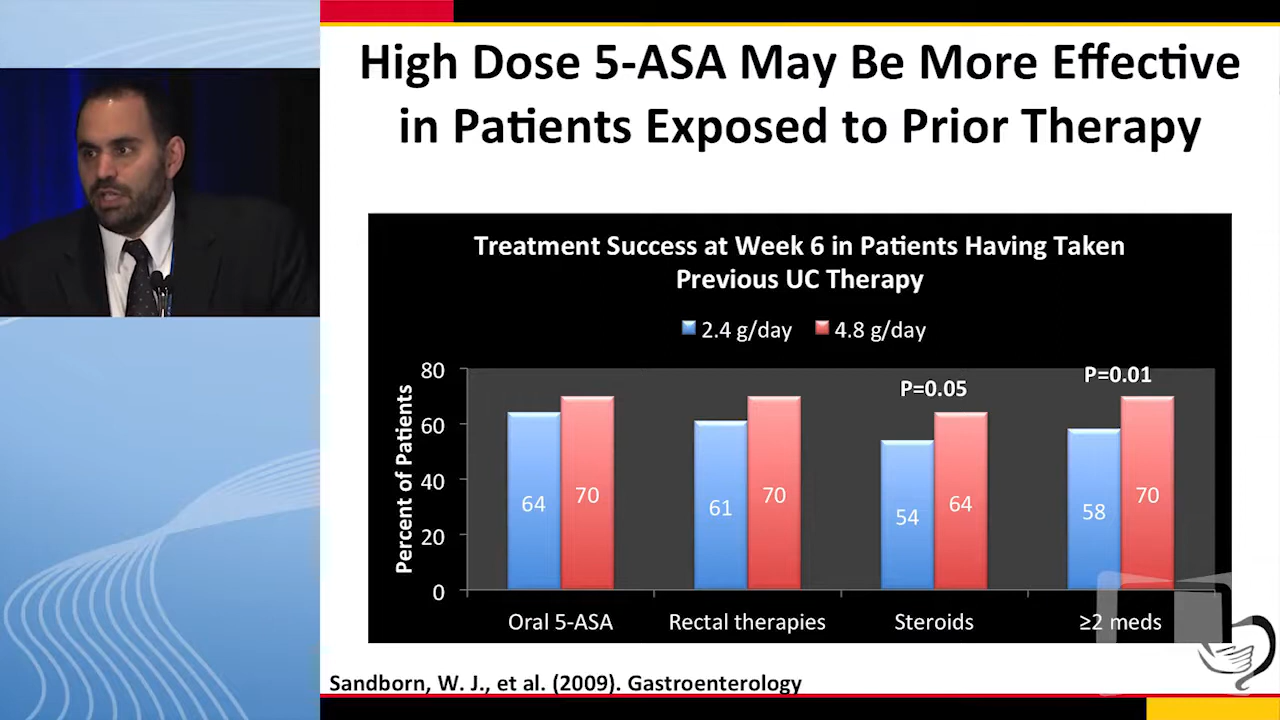 High Dose 5-ASA May Be More Effective
in Patients Exposed to Prior Therapy
Treatment Success at Week 6 in Patients Having Taken
Previous UC Therapy
2.4 g/day 4.8 g/day
Percent of Patients
80
60
40
20
0
P=0.05
P=0.01
64 70
61 70
54 64
58 70
Oral 5-ASA Rectal therapies Steroids ≥2 meds
Sandborn, W. J., et al. (2009). Gastroenterology